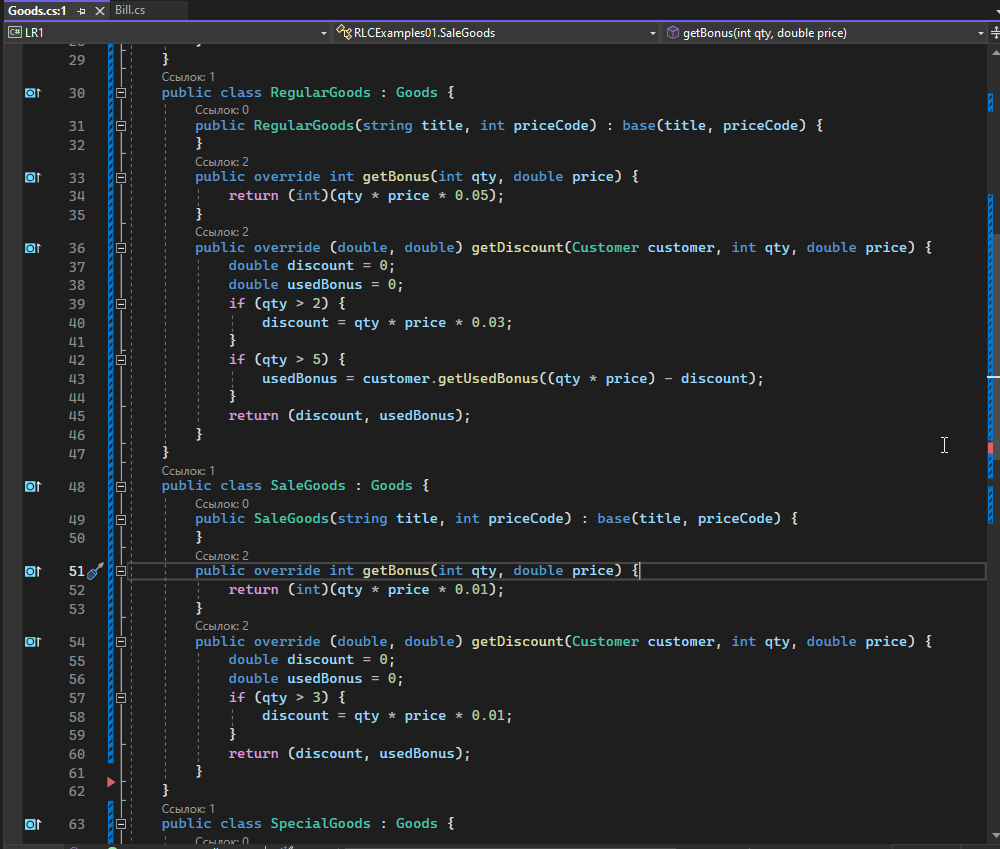 Goods.cs:1 Bill.cs
C# LR1 RLCExamples01.SaleGoods getBonus(int qty, double price)
29 }
Ссылок: 1
30 public class RegularGoods : Goods {
Ссылок: 0
31 public RegularGoods(string title, int priceCode) : base(title, priceCode) {
32 }
Ссылок: 2
33 public override int getBonus(int qty, double price) {
34 return (int)(qty * price * 0.05);
35 }
Ссылок: 2
36 public override (double, double) getDiscount(Customer customer, int qty, double price) {
37 double discount = 0;
38 double usedBonus = 0;
39 if (qty > 2) {
40 discount = qty * price * 0.03;
41 }
42 if (qty > 5) {
43 usedBonus = customer.getUsedBonus((qty * price) - discount);
44 }
45 return (discount, usedBonus);
46 }
47 }
Ссылок: 1
48 public class SaleGoods : Goods {
Ссылок: 0
49 public SaleGoods(string title, int priceCode) : base(title, priceCode) {
50 }
Ссылок: 2
51 public override int getBonus(int qty, double price) {
52 return (int)(qty * price * 0.01);
53 }
Ссылок: 2
54 public override (double, double) getDiscount(Customer customer, int qty, double price) {
55 double discount = 0;
56 double usedBonus = 0;
57 if (qty > 3) {
58 discount = qty * price * 0.01;
59 }
60 return (discount, usedBonus);
61 }
62 }
Ссылок: 1
63 public class SpecialGoods : Goods {
Ссылок: 0